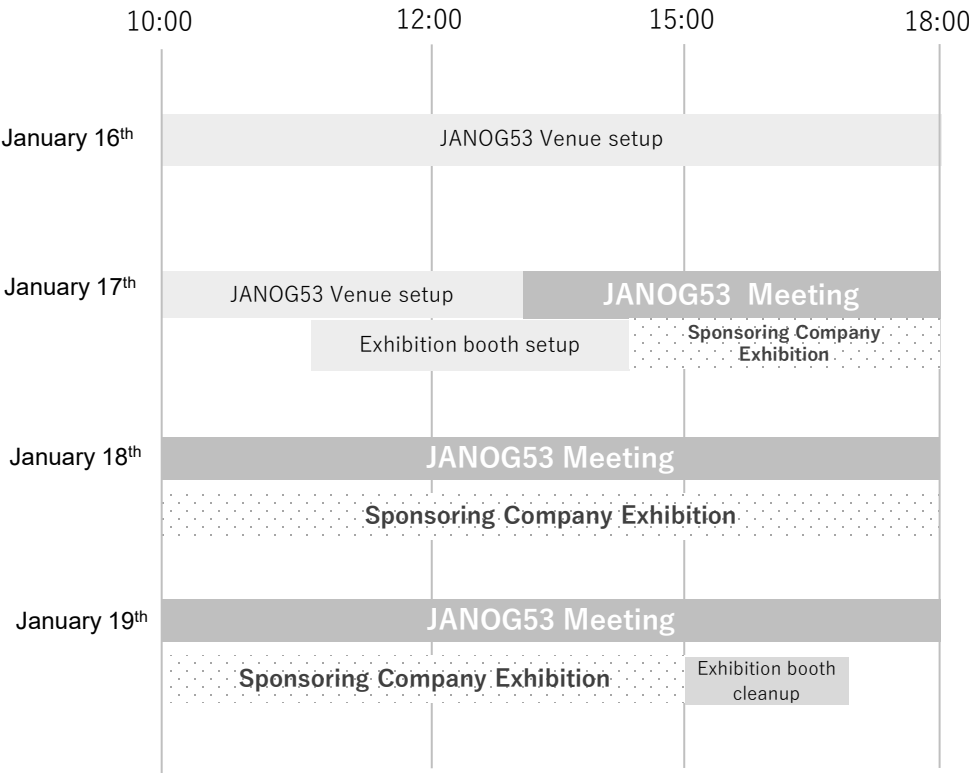 10:00 12:00 15:00 18:00
January 16th JANOG53 Venue setup
January 17th JANOG53 Venue setup JANOG53 Meeting
Exhibition booth setup Sponsoring Company
Exhibition
January 18th JANOG53 Meeting
Sponsoring Company Exhibition
January 19th JANOG53 Meeting
Sponsoring Company Exhibition Exhibition booth
cleanup